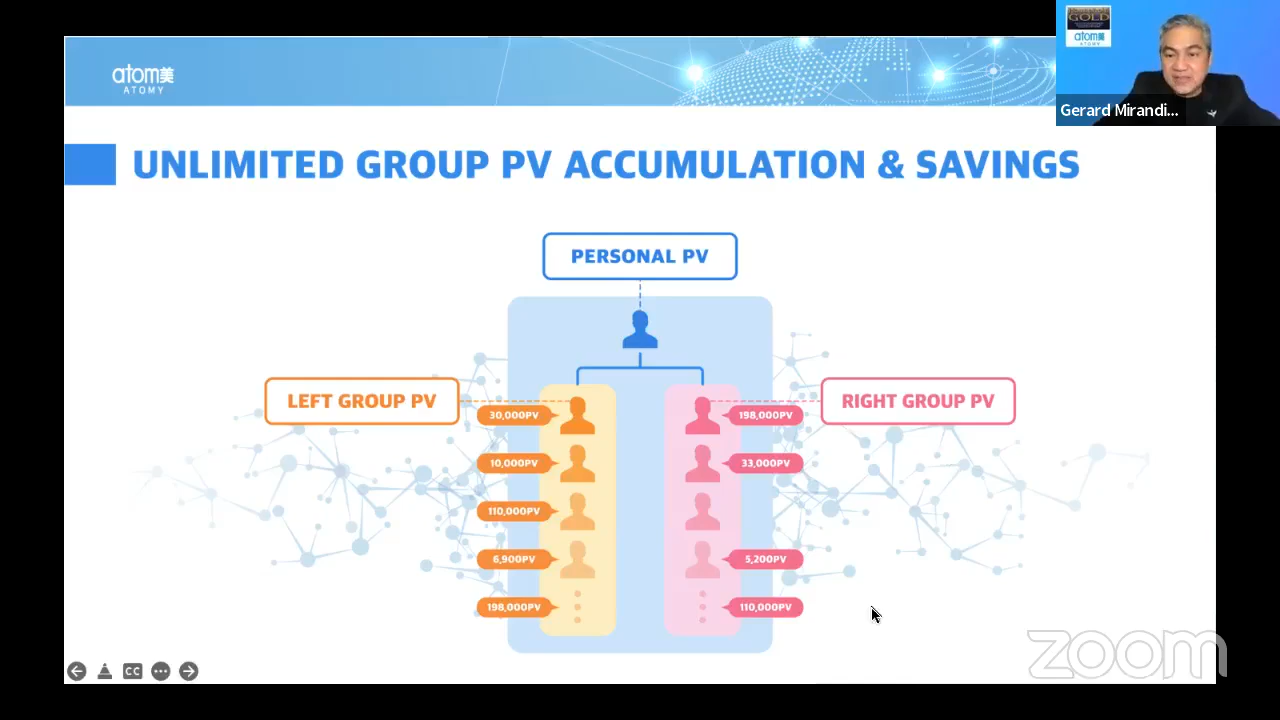 GOLD
atom美
ATOMY
Gerard Mirandi...
atom美
ATOMY
UNLIMITED GROUP PV ACCUMULATION & SAVINGS
PERSONAL PV
LEFT GROUP PV
RIGHT GROUP PV
30,000PV
198,000PV
10,000PV
33,000PV
110,000PV
6,900PV
5,200PV
198,000PV
110,000PV
CC
zoom